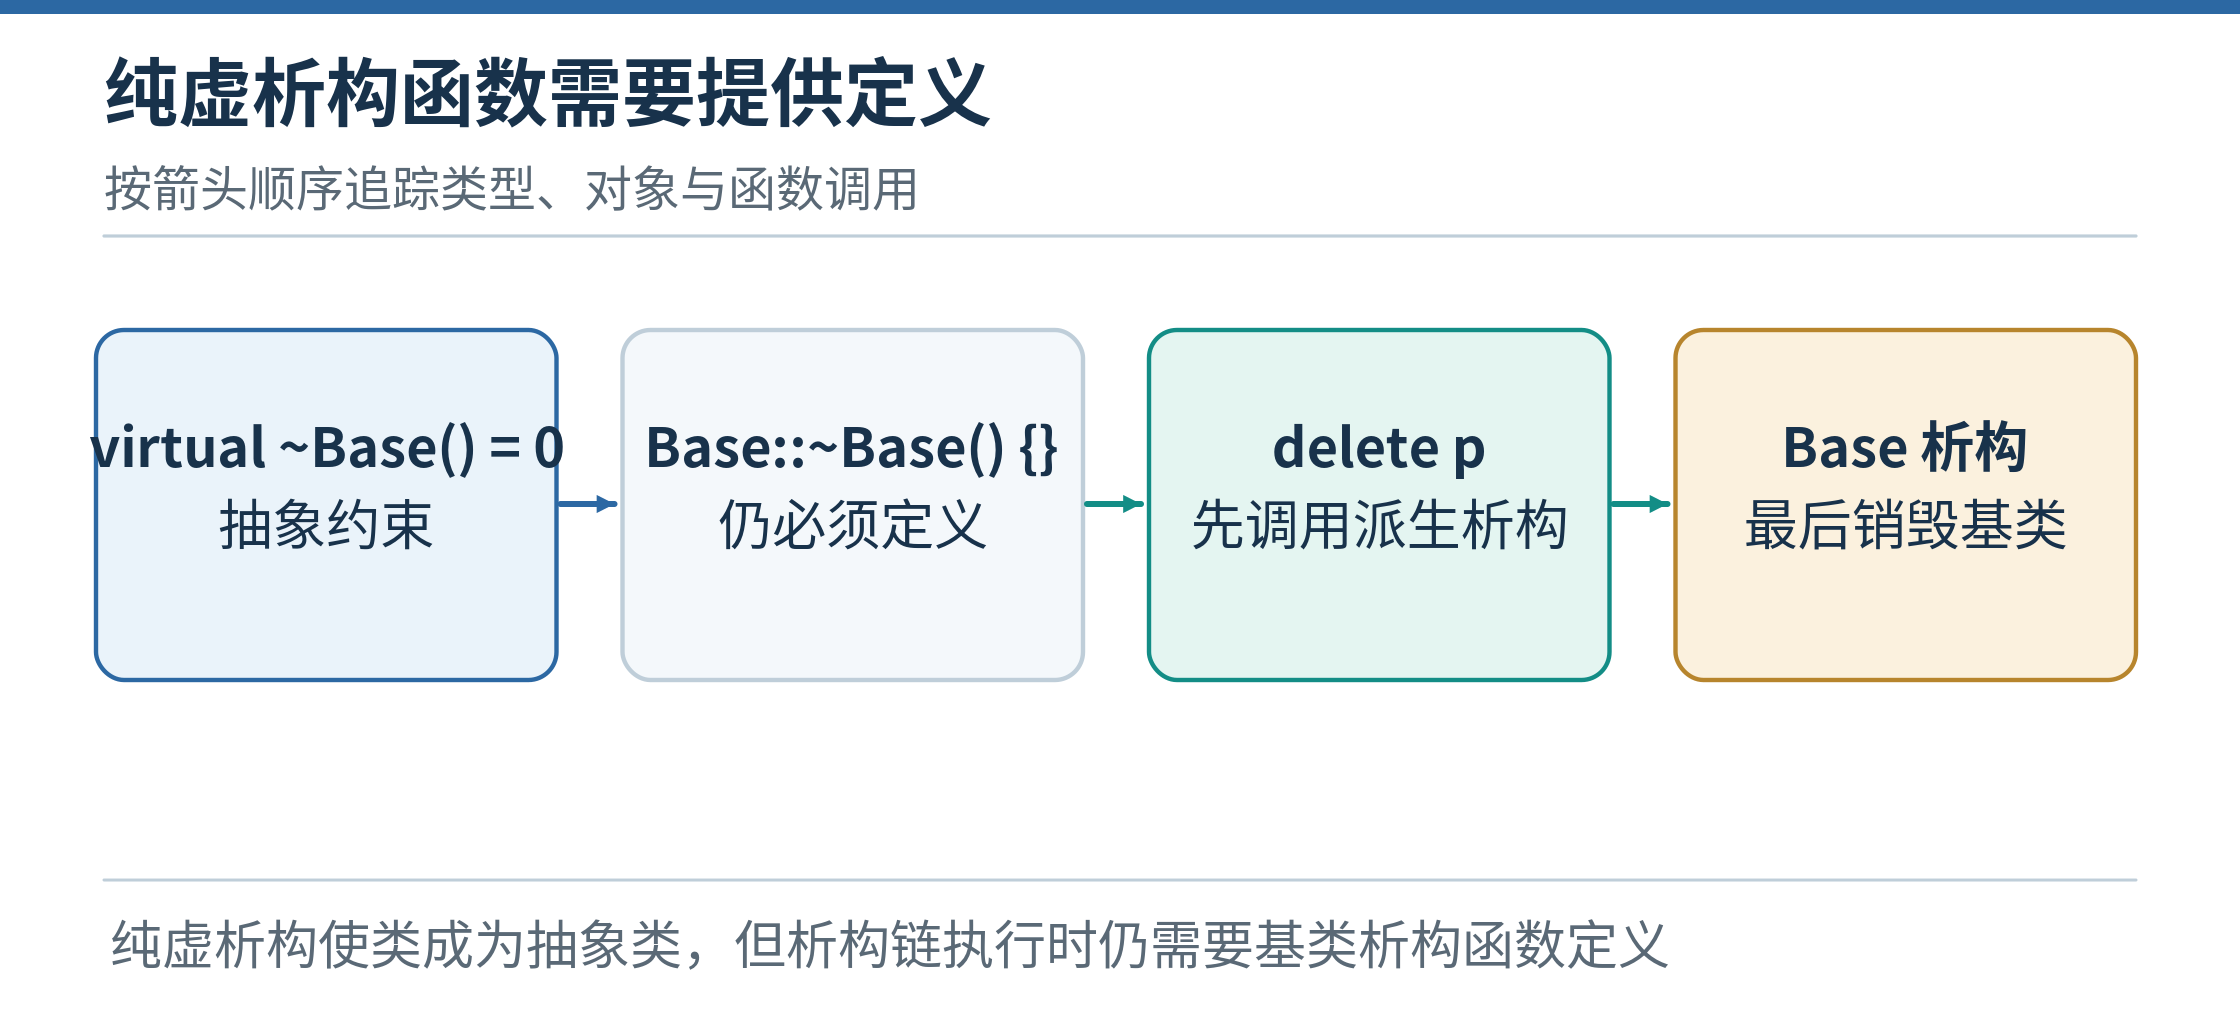 纯虚析构函数需要提供定义
按箭头顺序追踪类型、对象与函数调用
virtual ~Base() = 0
抽象约束
Base::~Base() {}
仍必须定义
delete p
先调用派生析构
Base 析构
最后销毁基类
纯虚析构使类成为抽象类，但析构链执行时仍需要基类析构函数定义